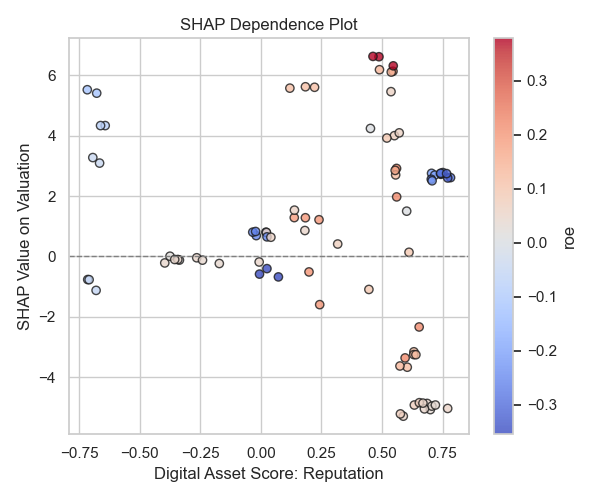 SHAP Dependence Plot
SHAP Value on Valuation
6
4
2
0
−2
−4
−0.75 −0.50 −0.25 0.00 0.25 0.50 0.75
Digital Asset Score: Reputation
0.3
0.2
0.1
0.0
−0.1
−0.2
−0.3
roe